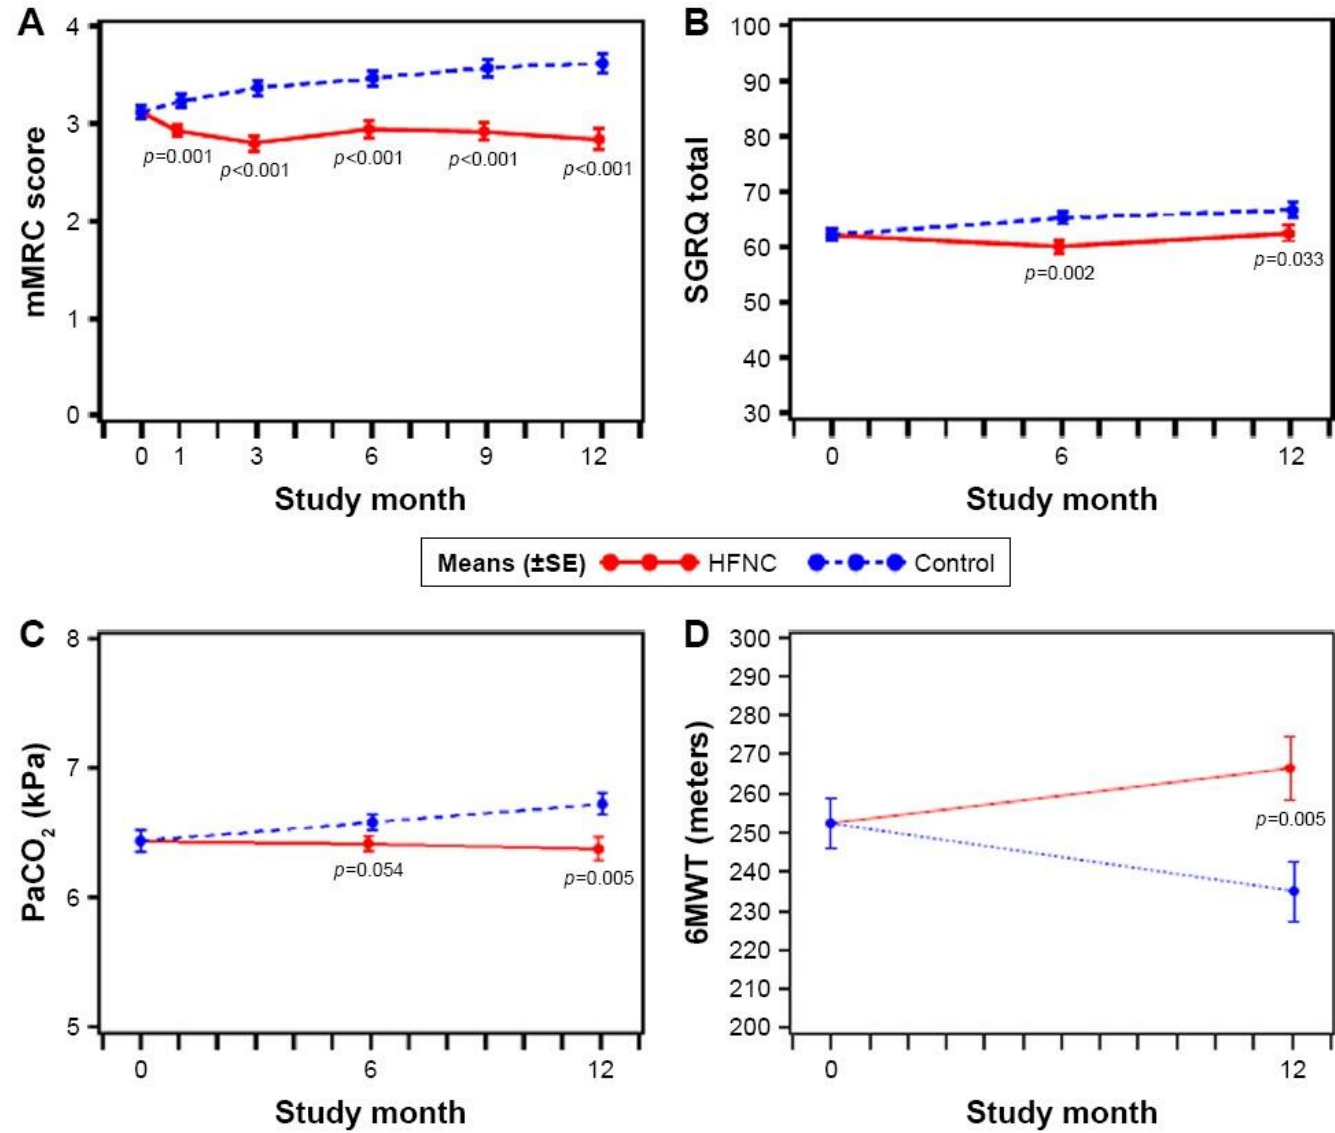 A
mMRC score
4
3
2
1
0
p=0.001
p<0.001
p<0.001
p<0.001
p<0.001
0 1 3 6 9 12
Study month
B
SGRQ total
100
90
80
70
60
50
40
30
p=0.002
p=0.033
0 6 12
Study month
Means (±SE) HFNC Control
C
PaCO2 (kPa)
8
7
6
5
p=0.054
p=0.005
0 6 12
Study month
D
6MWT (meters)
300
290
280
270
260
250
240
230
220
210
200
p=0.005
0 12
Study month